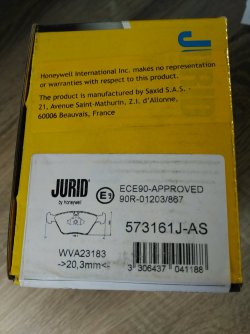 Honeywell International Inc. makes no representation
or warranties with respect to this product.
The product is manufactured by Saxid S.A.S. -
21, Avenue Saint-Mathurin, Z.I. d'Allonne,
60006 Beauvais, France
JURID
by Honeywell
E1
ECE90-APPROVED
90R-01203/867
573161J-AS
WVA23183
->20,3mm<-
3 306437 041188